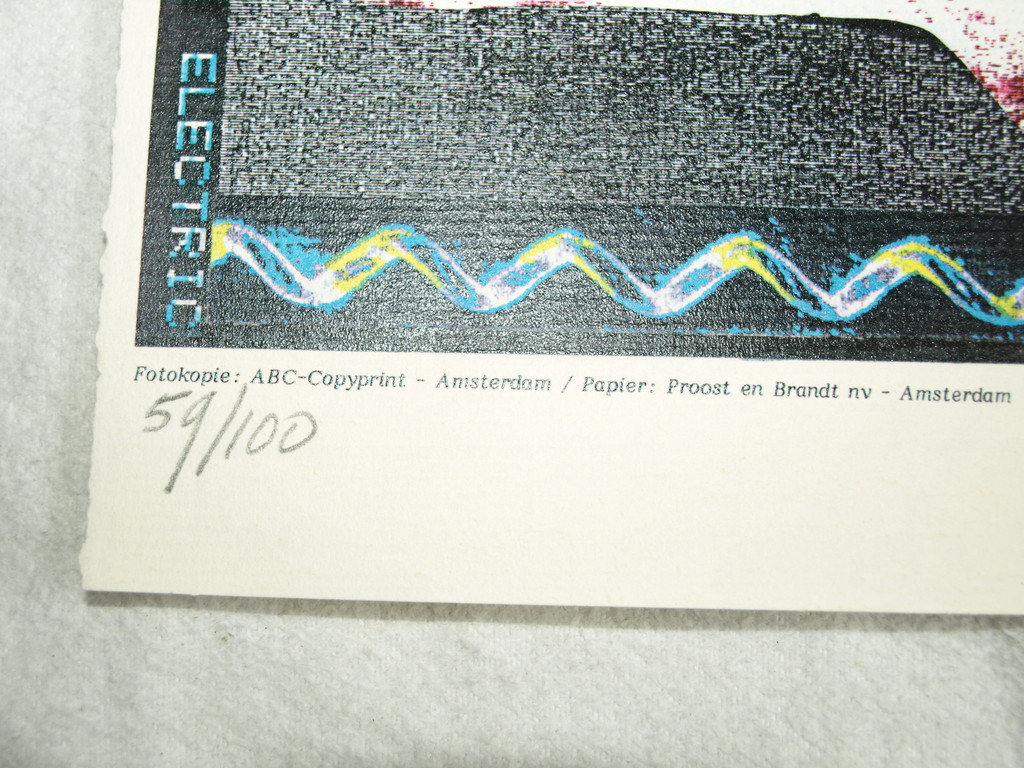 ELECTRIC
Fotokopie: ABC-Copyprint - Amsterdam / Papier: Proost en Brandt nv - Amsterdam
59/100